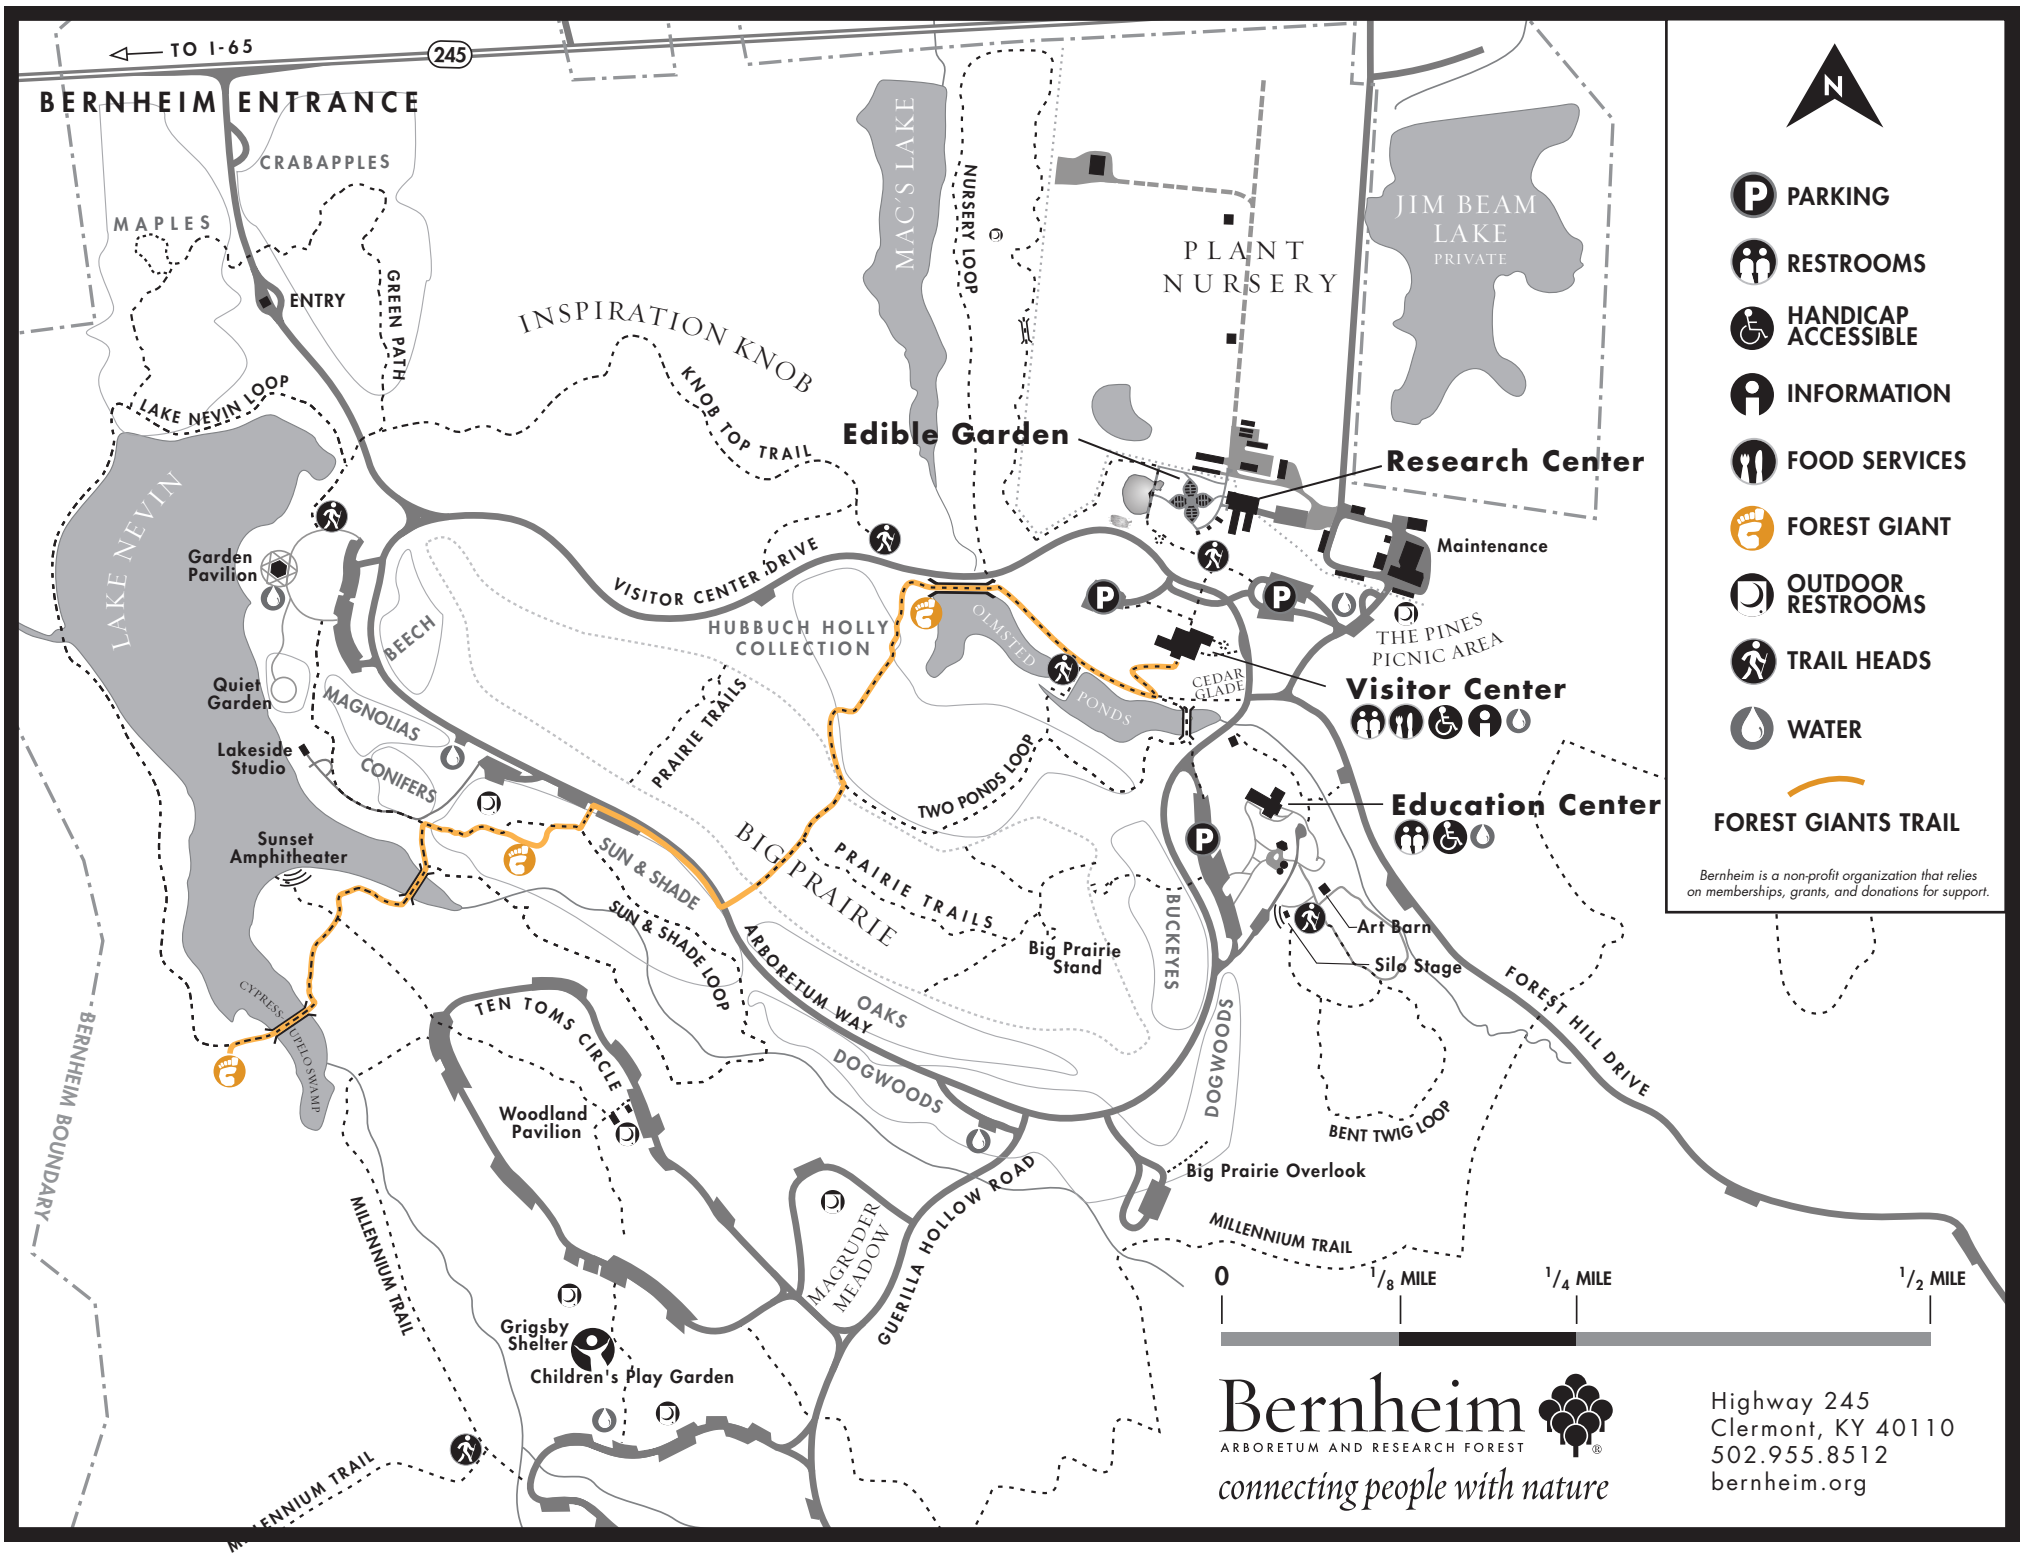 TO I-65
245
BERNHEIM ENTRANCE
CRABAPPLES
MAPLES
ENTRY
GREEN PATH
LAKE NEVIN LOOP
INSPIRATION KNOB
KNOB TOP TRAIL
MAC'S LAKE
NURSERY LOOP
PLANT
NURSERY
JIM BEAM
LAKE
PRIVATE
Edible Garden
Research Center
Maintenance
LAKE NEVIN
Garden
Pavilion
BEECH
VISITOR CENTER DRIVE
HUBBUCH HOLLY
COLLECTION
OLMSTED
PONDS
P
P
THE PINES
PICNIC AREA
CEDAR
GLADE
Visitor Center
Quiet
Garden
MAGNOLIAS
Lakeside
Studio
CONIFERS
PRAIRIE TRAILS
TWO PONDS LOOP
Education Center
P
Sunset
Amphitheater
SUN & SHADE
SUN & SHADE LOOP
BIG PRAIRIE
PRAIRIE TRAILS
Big Prairie
Stand
BUCKEYES
Art Barn
Silo Stage
ARBORETUM WAY
OAKS
DOGWOODS
DOGWOODS
FOREST HILL DRIVE
CYPRESS-
UPELO SWAMP
TEN TOMS CIRCLE
Woodland
Pavilion
BERNHEIM BOUNDARY
BENT TWIG LOOP
Big Prairie Overlook
MILLENNIUM TRAIL
MILLENNIUM TRAIL
MAGRUDER
MEADOW
GUERILLA HOLLOW ROAD
Grigsby
Shelter
Children's Play Garden
MILLENNIUM TRAIL
N
P PARKING
RESTROOMS
HANDICAP
ACCESSIBLE
INFORMATION
FOOD SERVICES
FOREST GIANT
OUTDOOR
RESTROOMS
TRAIL HEADS
WATER
FOREST GIANTS TRAIL
Bernheim is a non-profit organization that relies
on memberships, grants, and donations for support.
0 1/8 MILE 1/4 MILE 1/2 MILE
Bernheim ®
ARBORETUM AND RESEARCH FOREST
connecting people with nature
Highway 245
Clermont, KY 40110
502.955.8512
bernheim.org